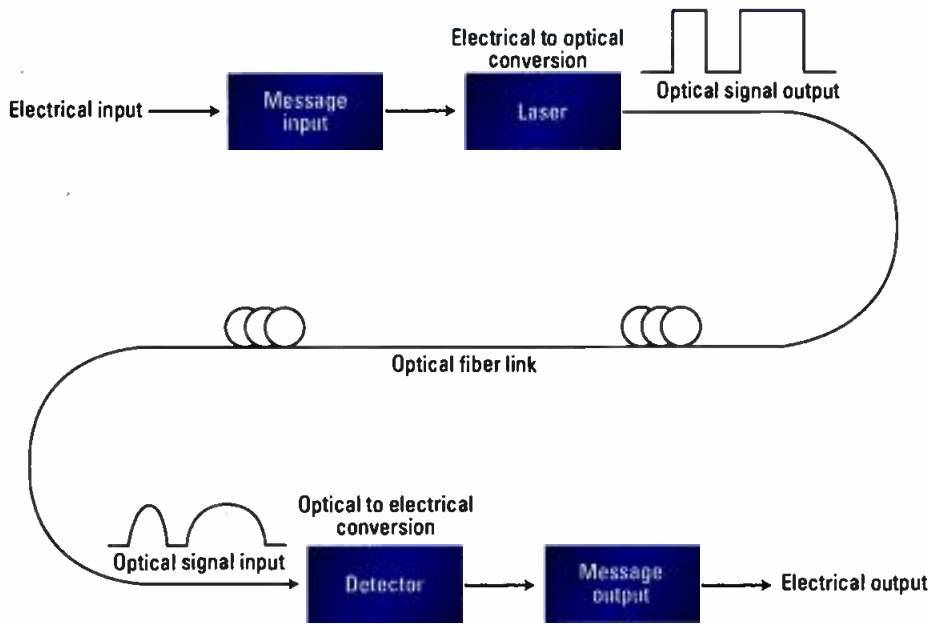 Electrical to optical
conversion
Optical signal output
Electrical input
Message
input
Laser
Optical fiber link
Optical to electrical
conversion
Optical signal input
Detector
Message
output
Electrical output